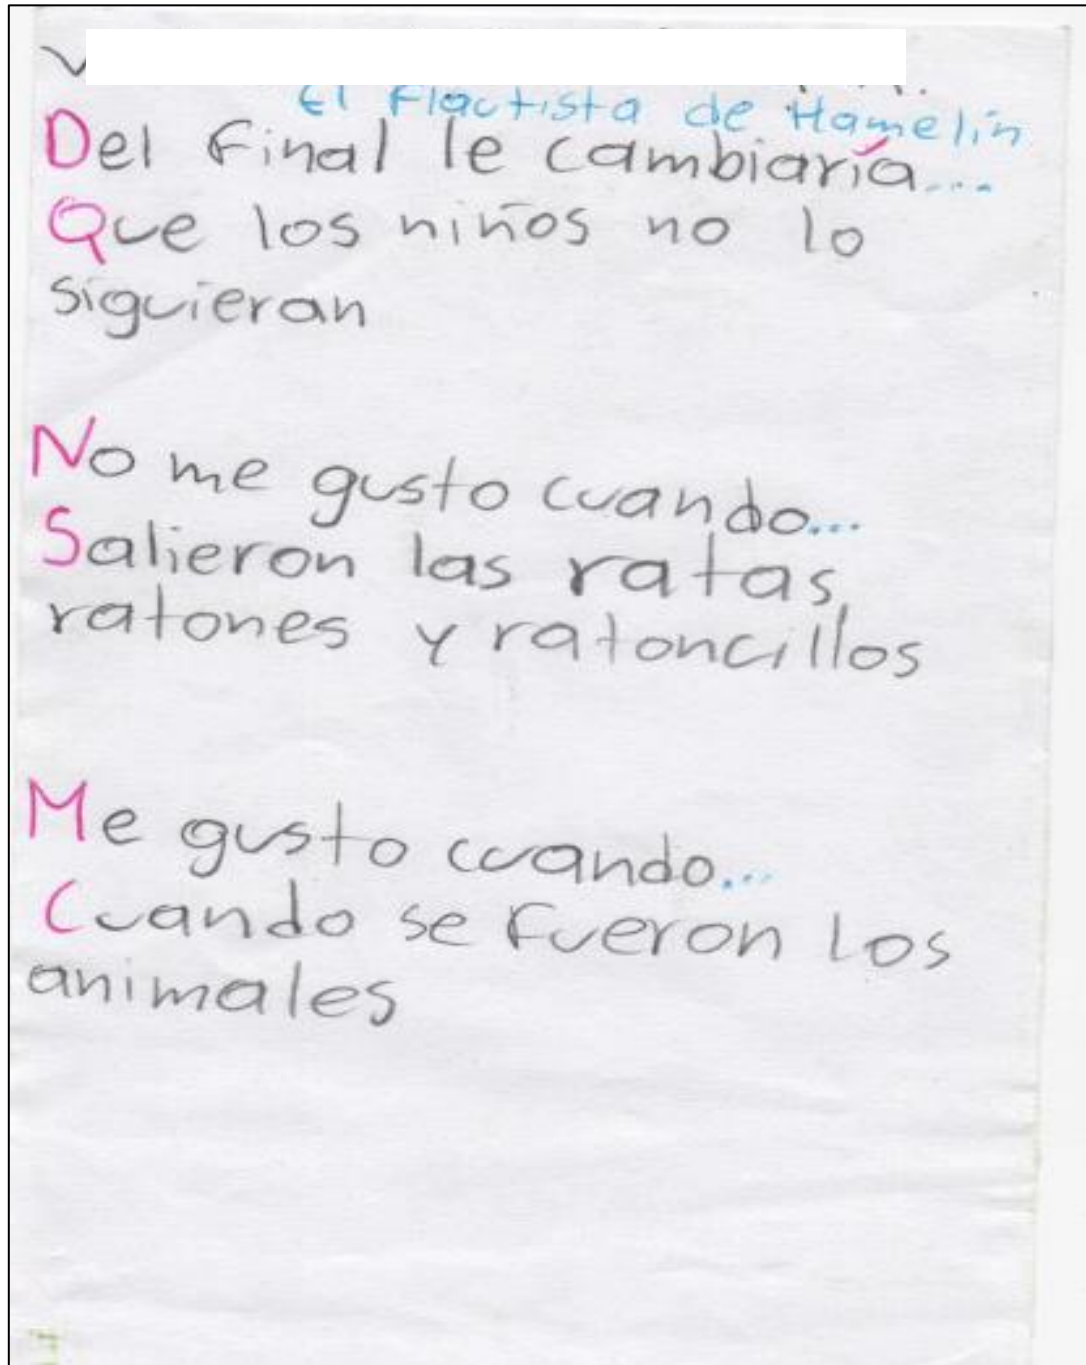 El Flautista de Hamelín
Del Final le cambiaría...
Que los niños no lo
siguieran
No me gusto cuando...
Salieron las ratas,
ratones y ratoncillos
Me gusto cuando...
Cuando se fueron Los
animales